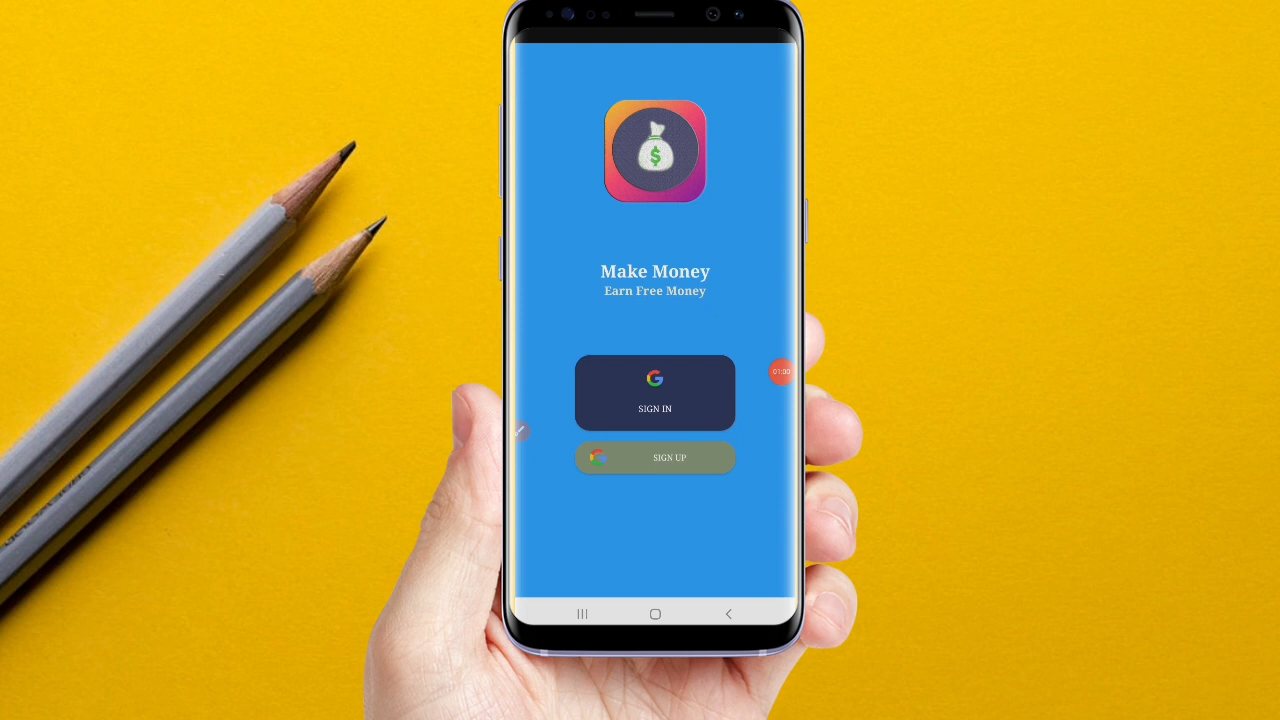 Make Money
Earn Free Money
SIGN IN
01:00
SIGN UP